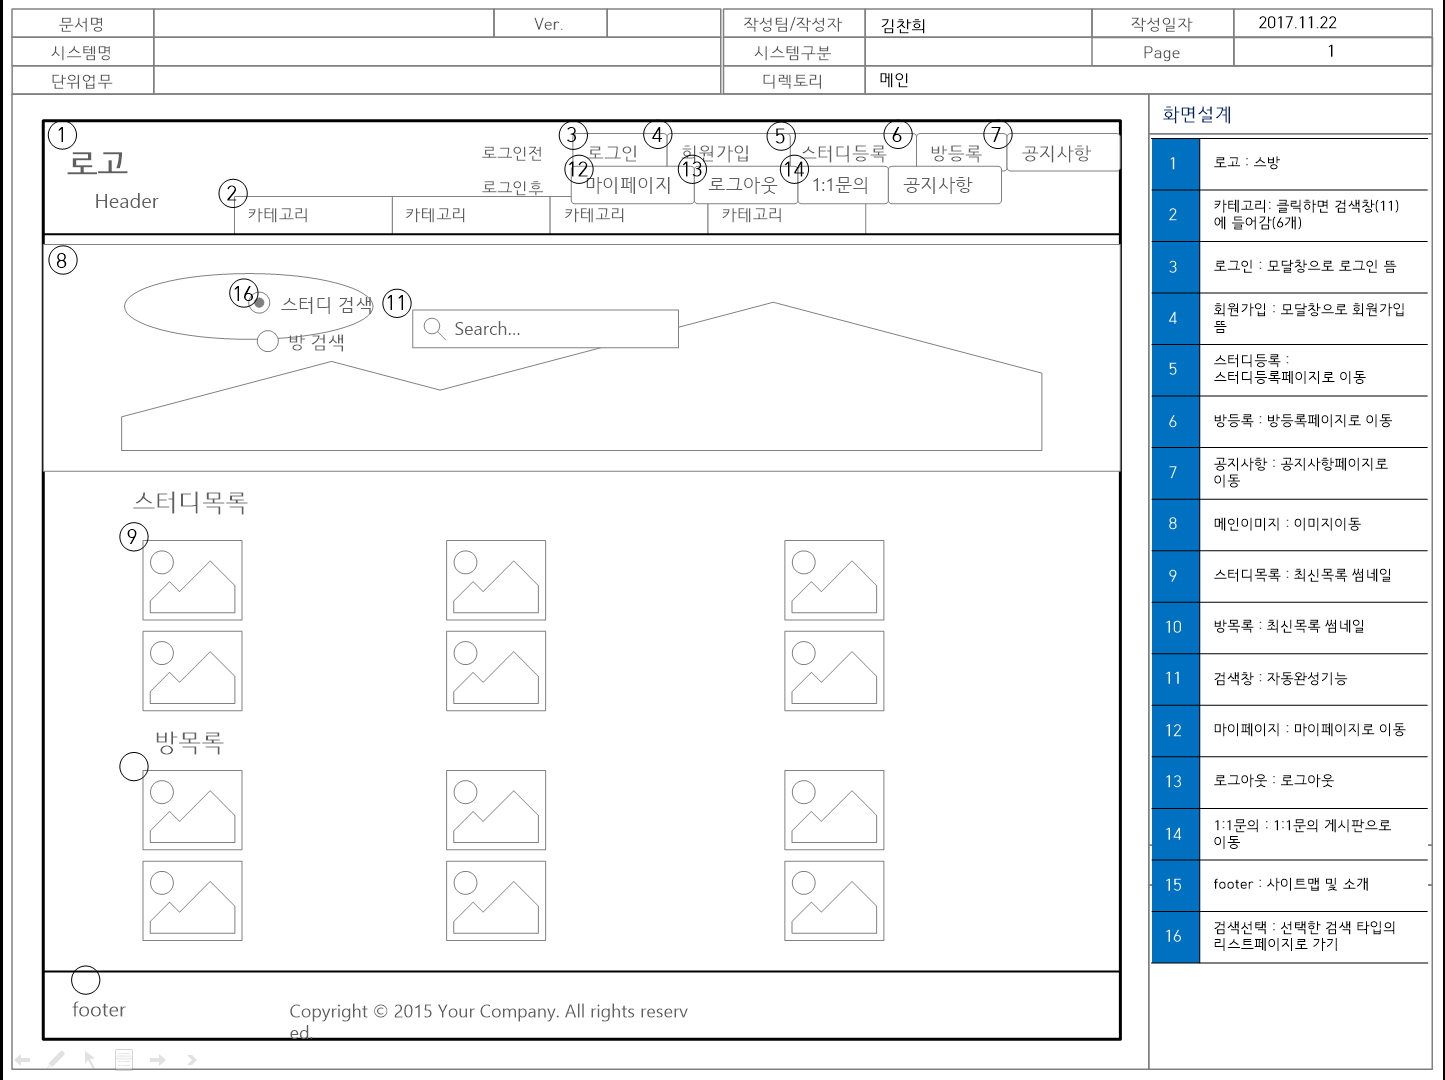 문서명 Ver. 작성팀/작성자 김찬희 작성일자 2017.11.22
시스템명 시스템구분 Page 1
단위업무 디렉토리 메인
화면설계
1 로고
Header
로그인전 3 로그인 4 회원가입 5 스터디등록 6 방등록 7 공지사항
로그인후 12 마이페이지 13 로그아웃 14 1:1문의 공지사항
2 카테고리 카테고리 카테고리 카테고리
8
16 스터디 검색
방 검색
11 Search...
스터디목록
9
방목록
footer
Copyright © 2015 Your Company. All rights reserv
ed.
1 로고 : 스방
2 카테고리: 클릭하면 검색창(11)
에 들어감(6개)
3 로그인 : 모달창으로 로그인 뜸
4 회원가입 : 모달창으로 회원가입
뜸
5 스터디등록 :
스터디등록페이지로 이동
6 방등록 : 방등록페이지로 이동
7 공지사항 : 공지사항페이지로
이동
8 메인이미지 : 이미지이동
9 스터디목록 : 최신목록 썸네일
10 방목록 : 최신목록 썸네일
11 검색창 : 자동완성기능
12 마이페이지 : 마이페이지로 이동
13 로그아웃 : 로그아웃
14 1:1문의 : 1:1문의 게시판으로
이동
15 footer : 사이트맵 및 소개
16 검색선택 : 선택한 검색 타입의
리스트페이지로 가기